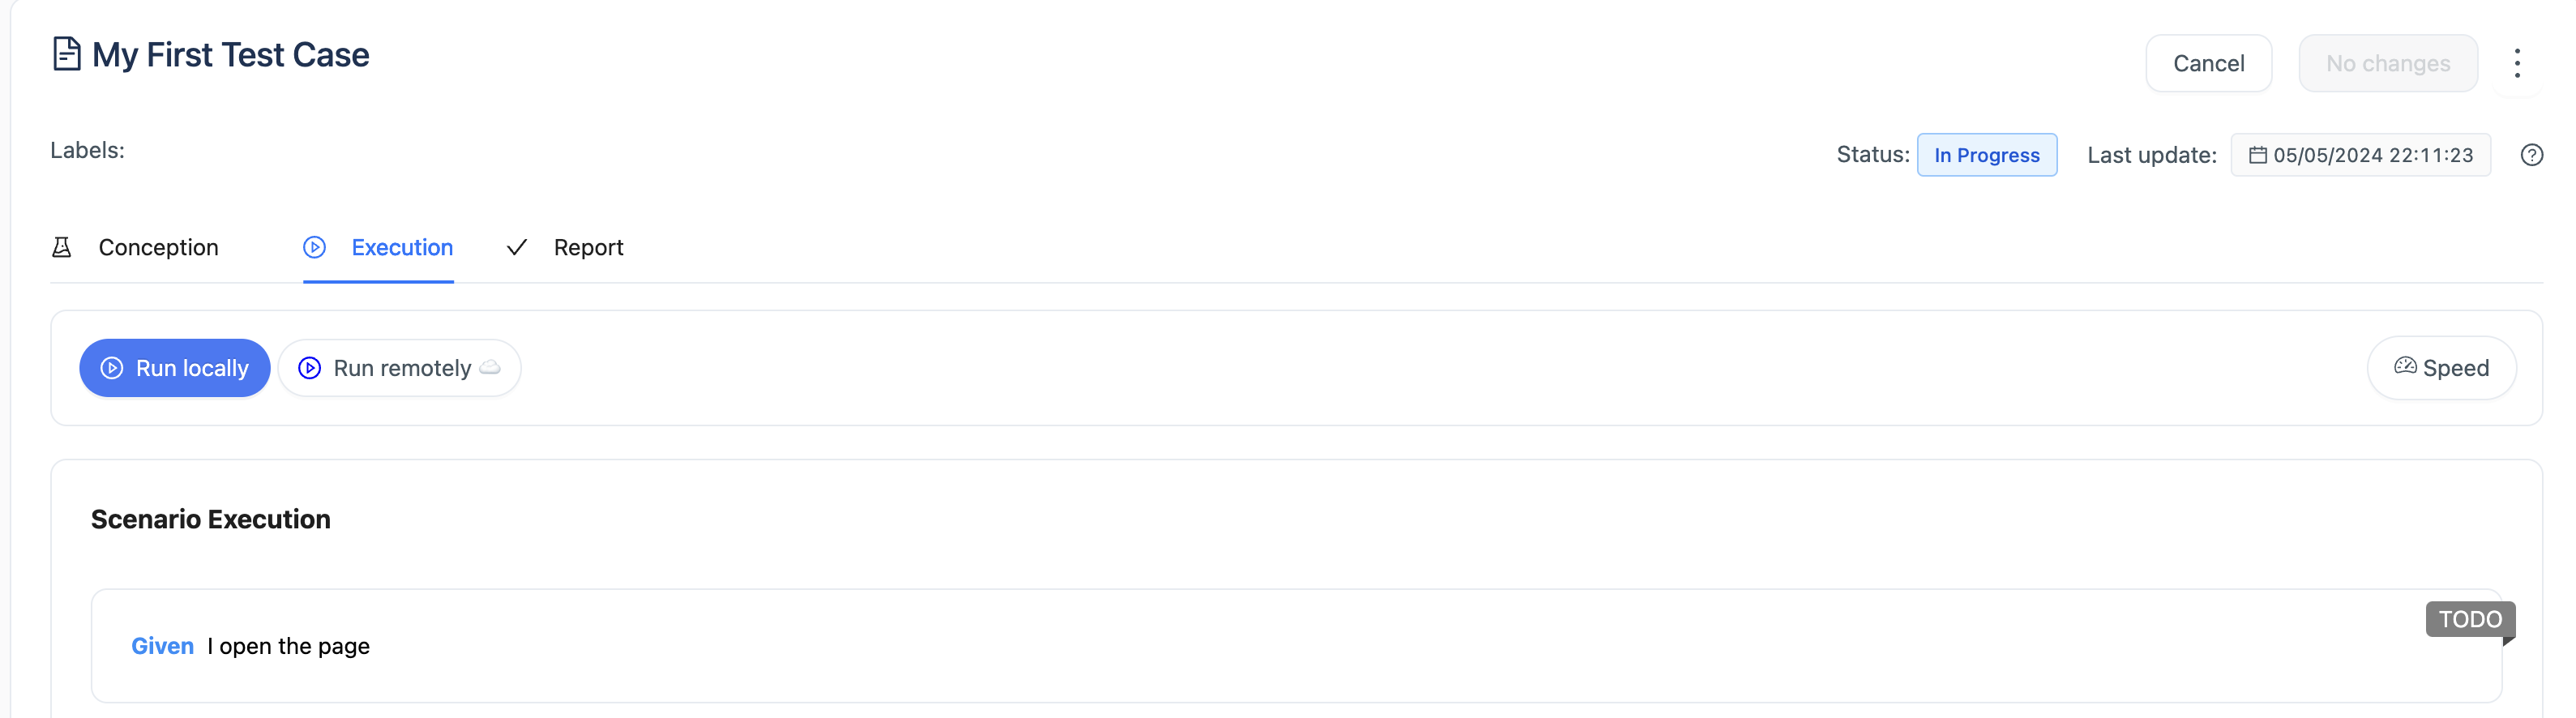 My First Test Case
Cancel
No changes
Labels:
Status: In Progress
Last update: 05/05/2024 22:11:23
Conception
Execution
Report
Run locally
Run remotely
Speed
Scenario Execution
TODO
Given I open the page